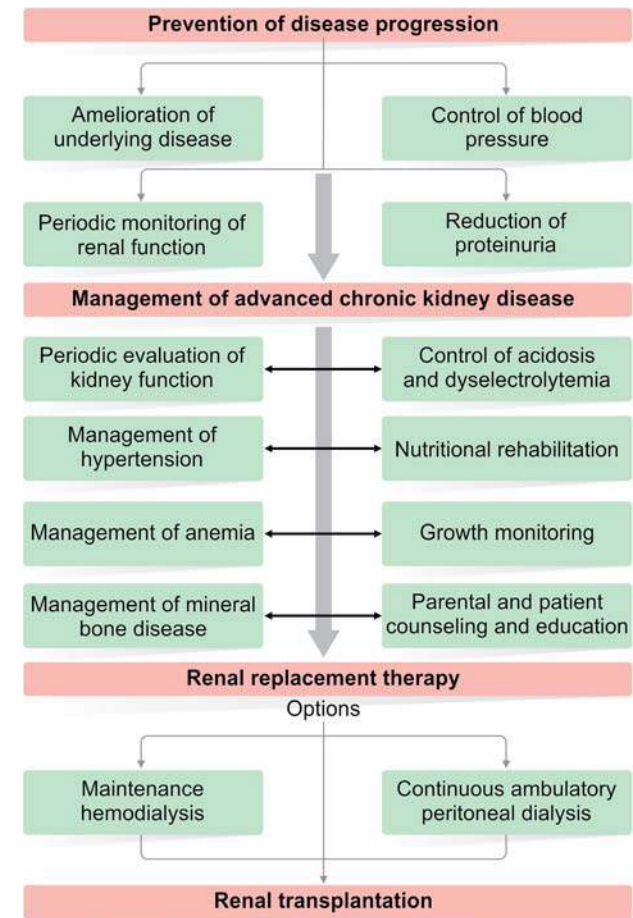 Prevention of disease progression
Amelioration of
underlying disease
Control of blood
pressure
Periodic monitoring of
renal function
Reduction of
proteinuria
Management of advanced chronic kidney disease
Periodic evaluation of
kidney function
Control of acidosis
and dyselectrolytemia
Management of
hypertension
Nutritional rehabilitation
Management of anemia
Growth monitoring
Management of mineral
bone disease
Parental and patient
counseling and education
Renal replacement therapy
Options
Maintenance
hemodialysis
Continuous ambulatory
peritoneal dialysis
Renal transplantation